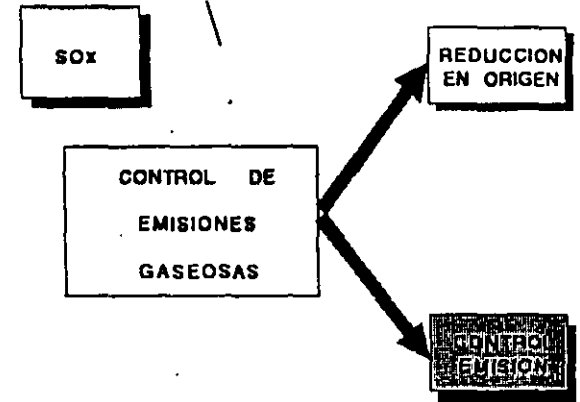 SOx
REDUCCION
EN ORIGEN
CONTROL DE
EMISIONES
GASEOSAS
CONTROL
EMISION